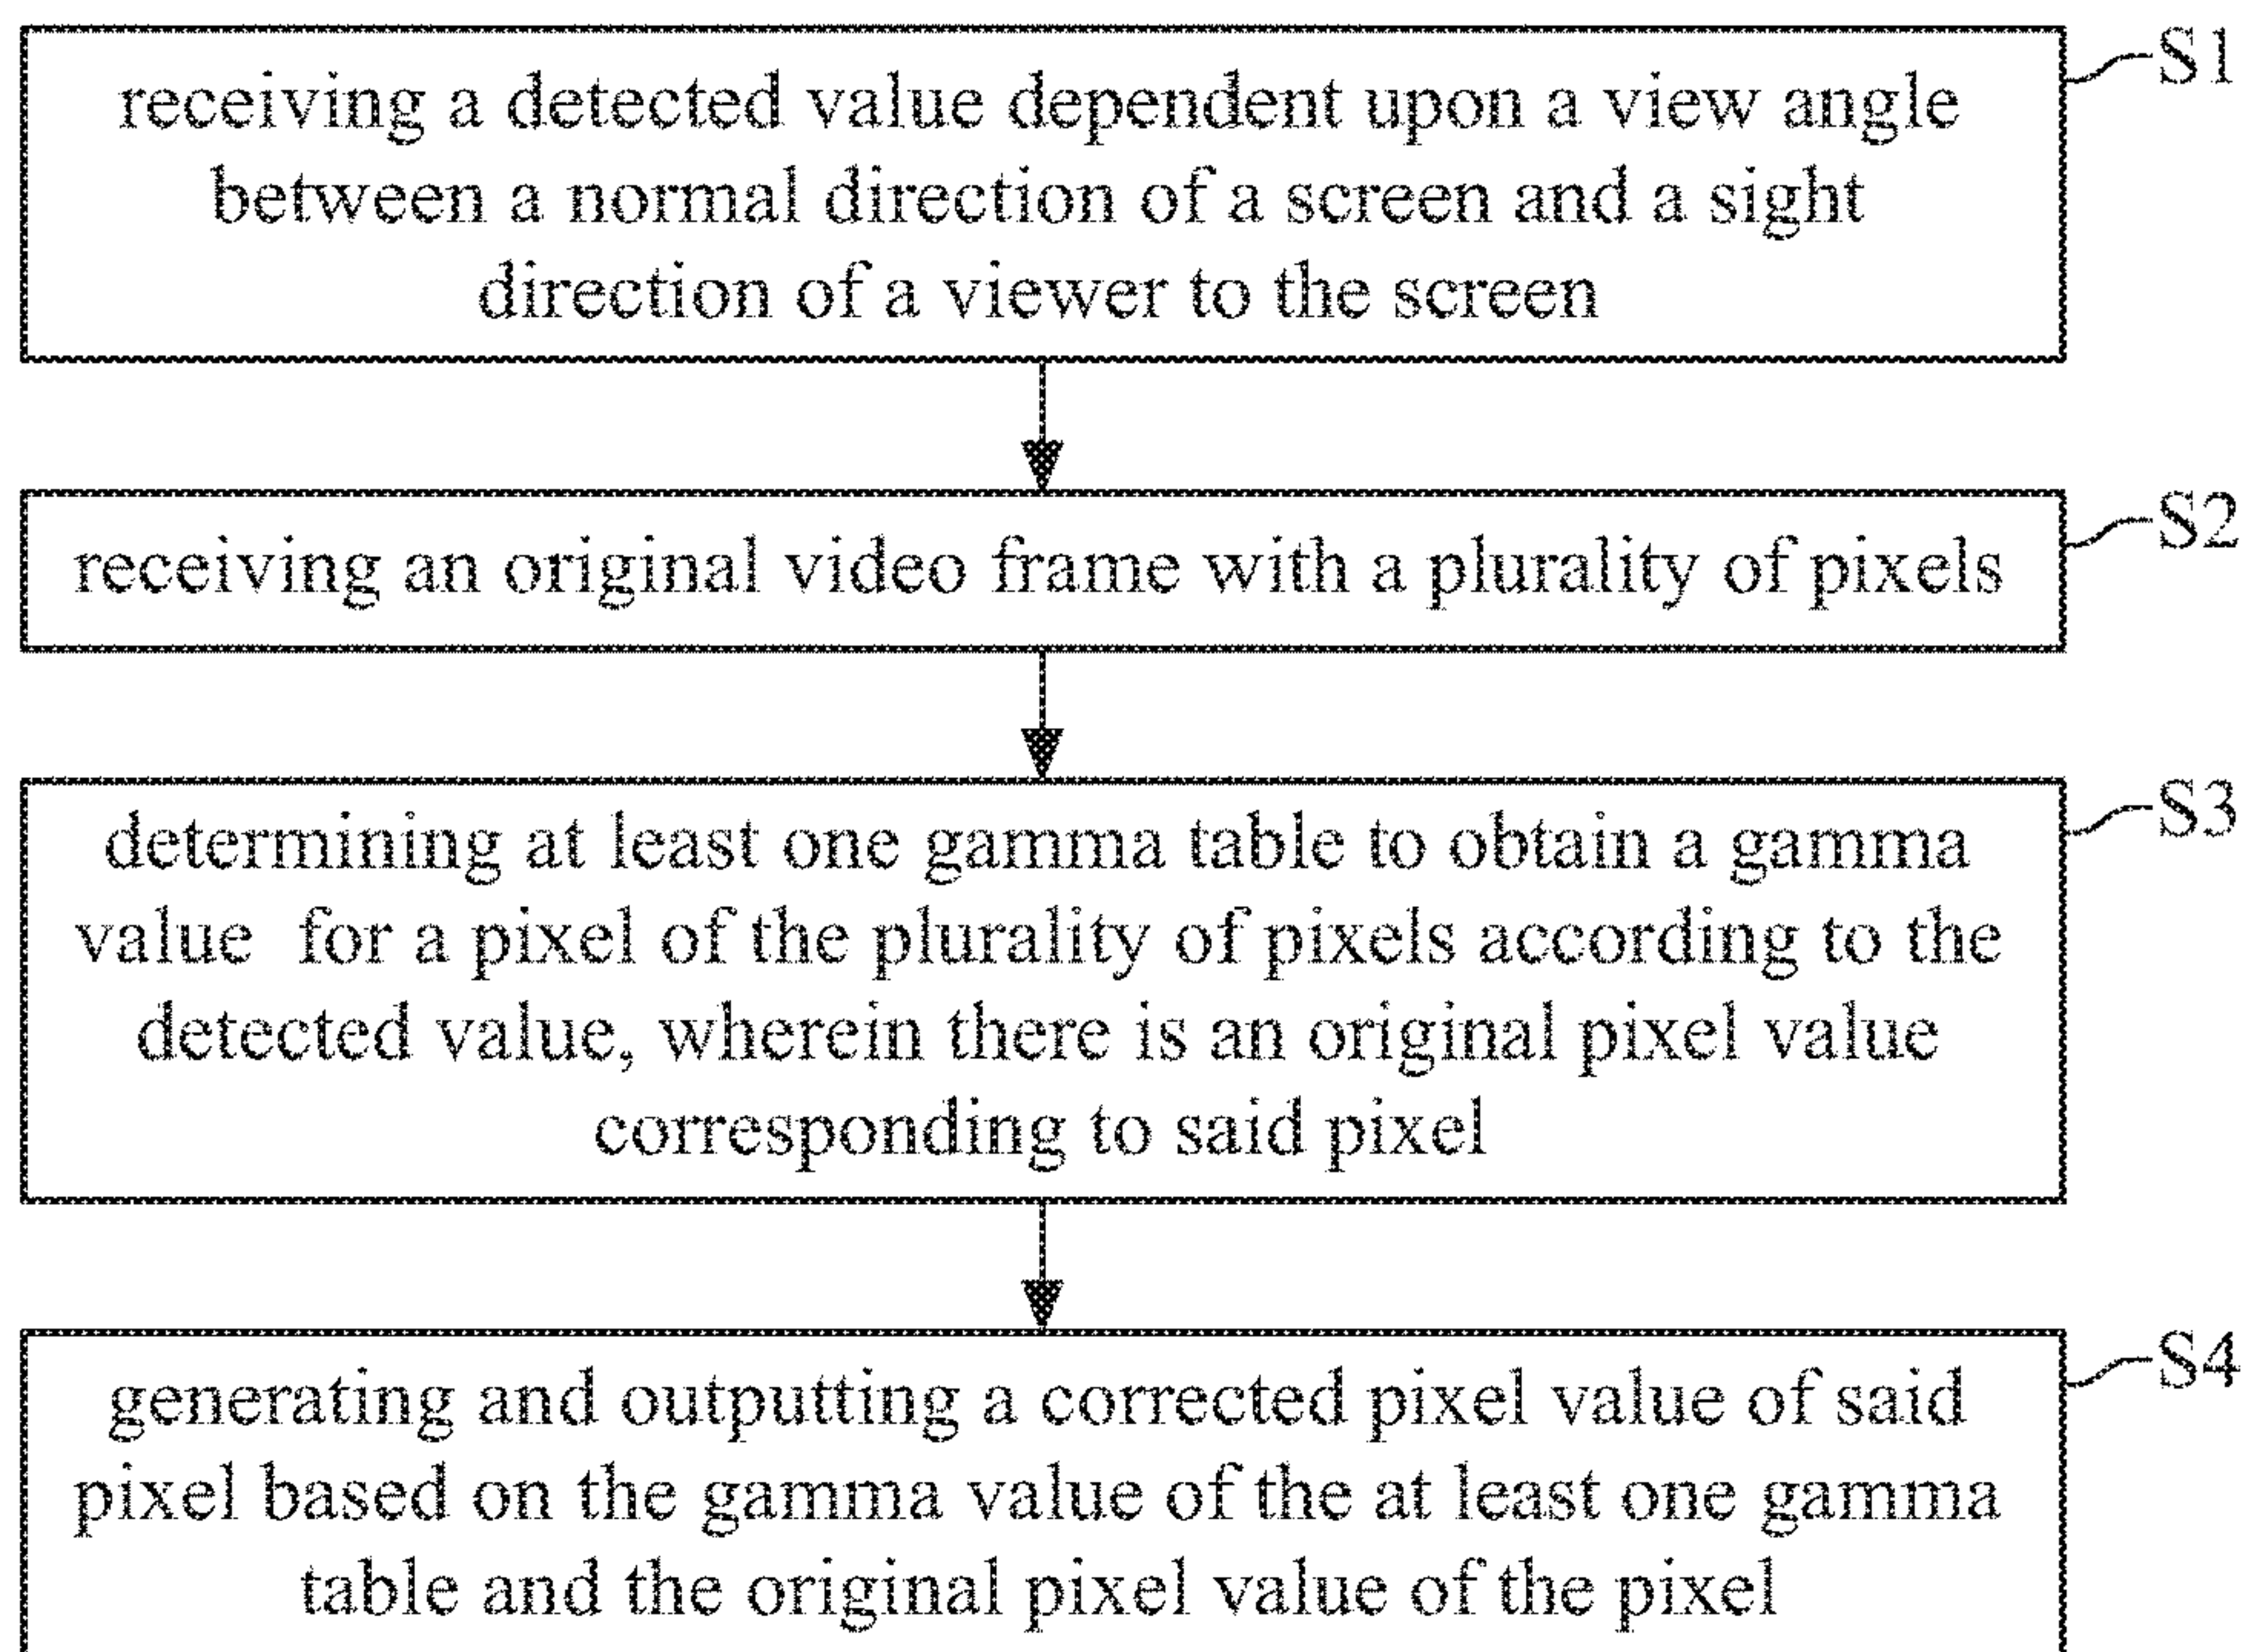 receiving a detected value dependent upon a view angle
between a normal direction of a screen and a sight
direction of a viewer to the screen
S1
receiving an original video frame with a plurality of pixels
S2
determining at least one gamma table to obtain a gamma
value for a pixel of the plurality of pixels according to the
detected value, wherein there is an original pixel value
corresponding to said pixel
S3
generating and outputting a corrected pixel value of said
pixel based on the gamma value of the at least one gamma
table and the original pixel value of the pixel
S4